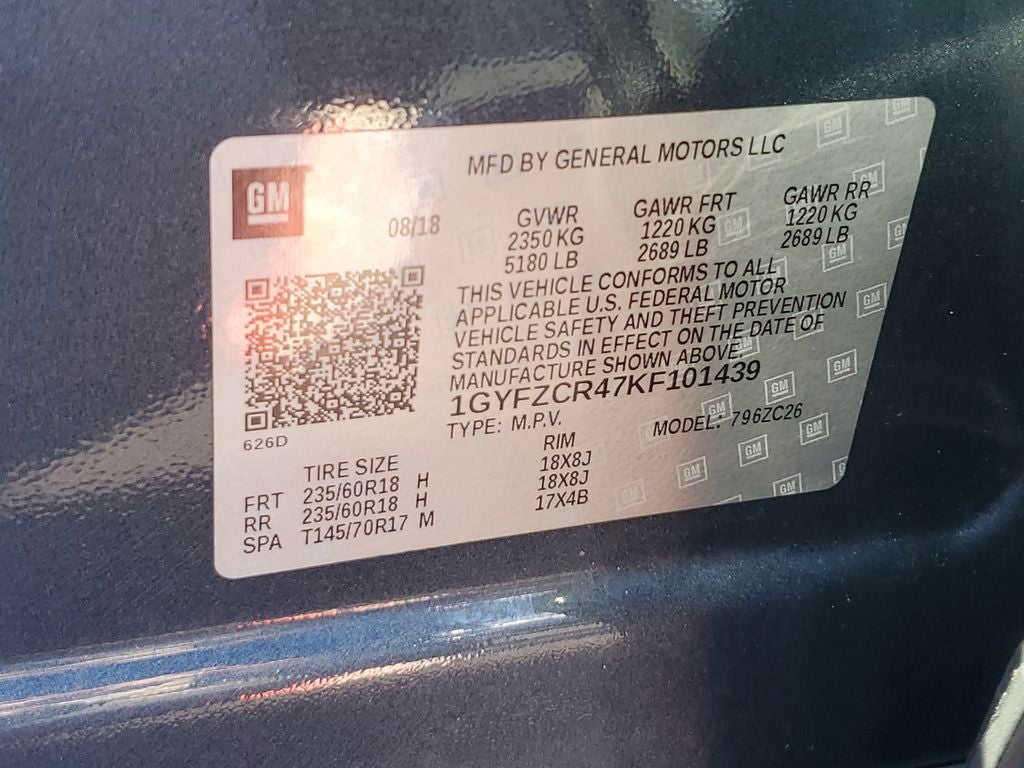 MFD BY GENERAL MOTORS LLC
GM
08/18
GVWR GAWR FRT GAWR RR
2350 KG 1220 KG 1220 KG
5180 LB 2689 LB 2689 LB
THIS VEHICLE CONFORMS TO ALL
APPLICABLE U.S. FEDERAL MOTOR
VEHICLE SAFETY AND THEFT PREVENTION
STANDARDS IN EFFECT ON THE DATE OF
MANUFACTURE SHOWN ABOVE.
1GYFZCR47KF101439
TYPE: M.P.V. MODEL: 796ZC26
626D
TIRE SIZE RIM
FRT 235/60R18 H 18X8J
RR 235/60R18 H 18X8J
SPA T145/70R17 M 17X4B